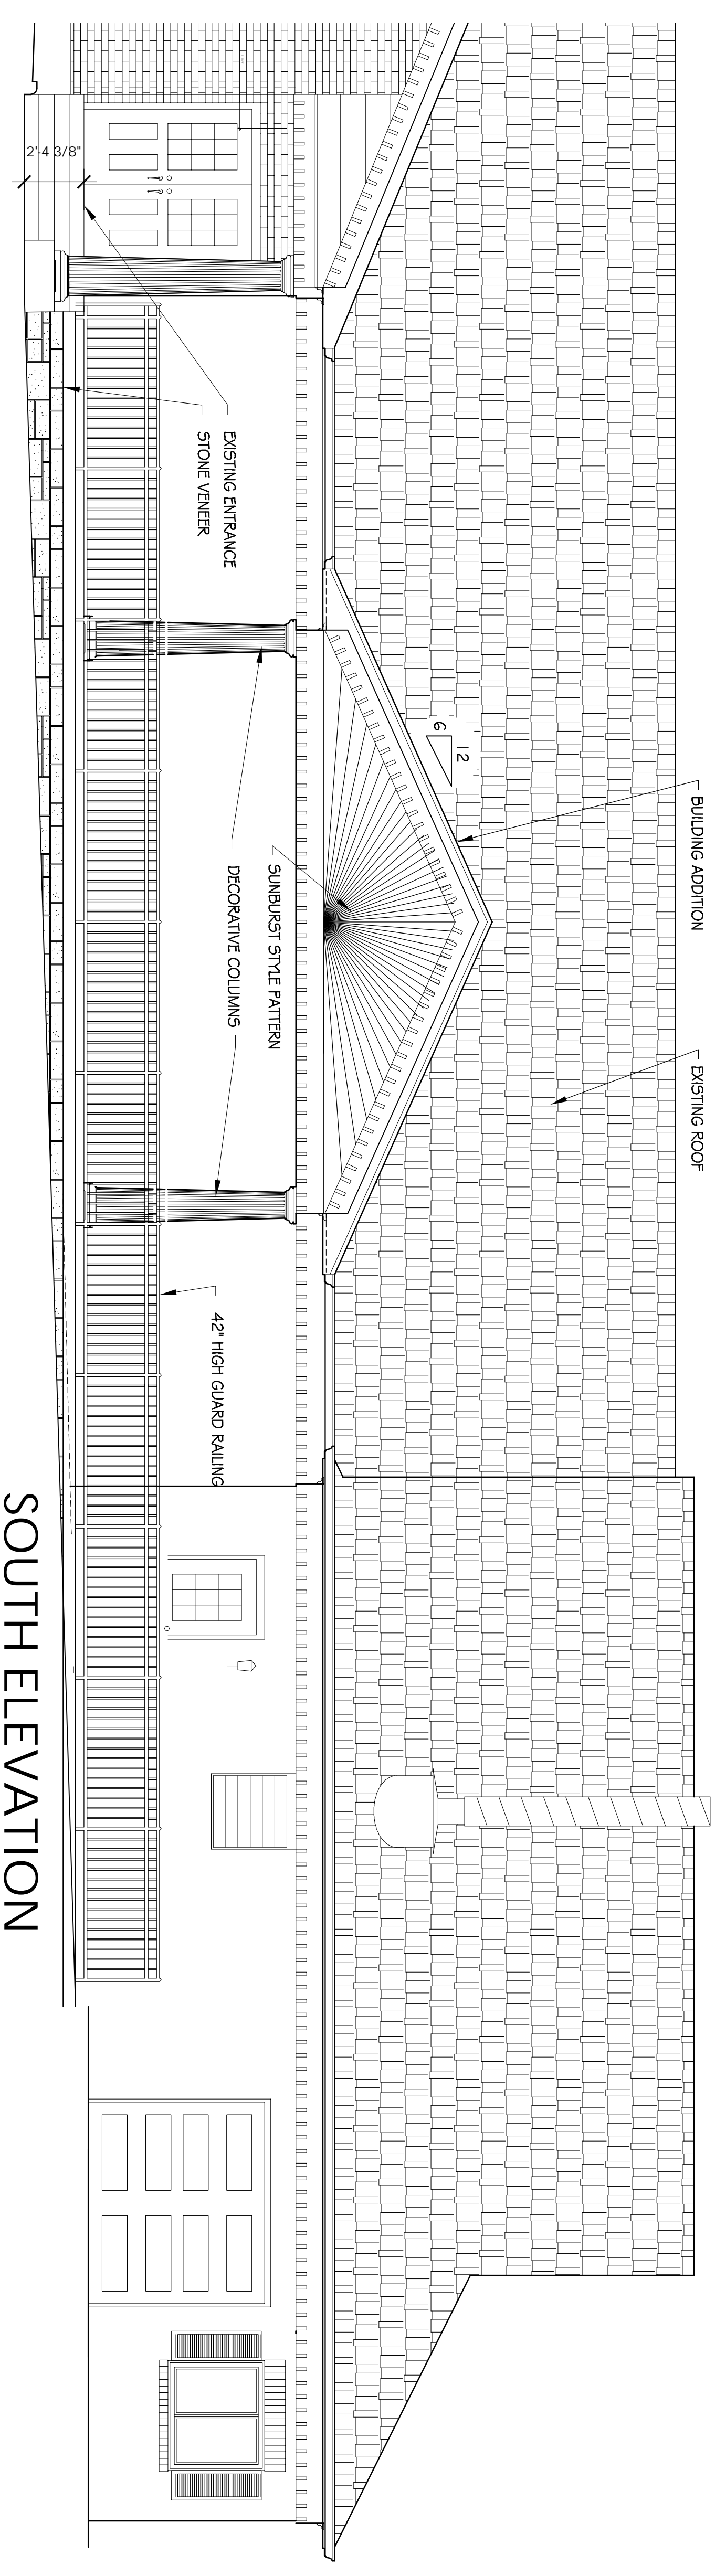 BUILDING ADDITION
EXISTING ROOF
12
6
SUNBURST STYLE PATTERN
EXISTING ENTRANCE
STONE VENEER
DECORATIVE COLUMNS
42" HIGH GUARD RAILING
2'-4 3/8"
SOUTH ELEVATION